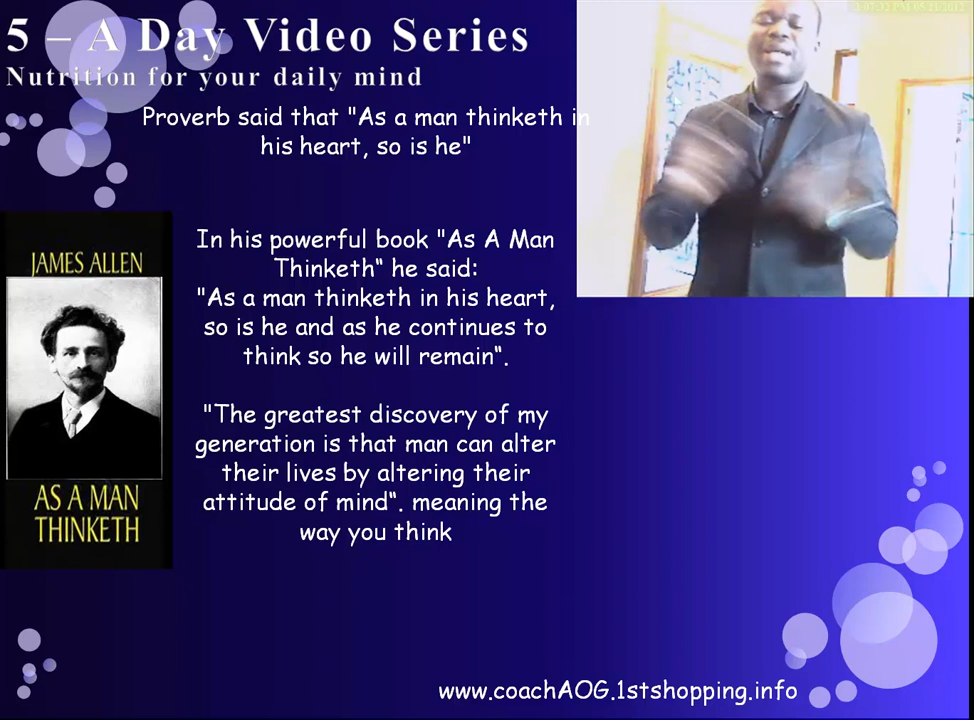 5 – A Day Video Series
Nutrition for your daily mind
Proverb said that "As a man thinketh in
his heart, so is he"
JAMES ALLEN
AS A MAN
THINKETH
In his powerful book "As A Man
Thinketh“ he said:
"As a man thinketh in his heart,
so is he and as he continues to
think so he will remain“.
"The greatest discovery of my
generation is that man can alter
their lives by altering their
attitude of mind“. meaning the
way you think
www.coachAOG.1stshopping.info